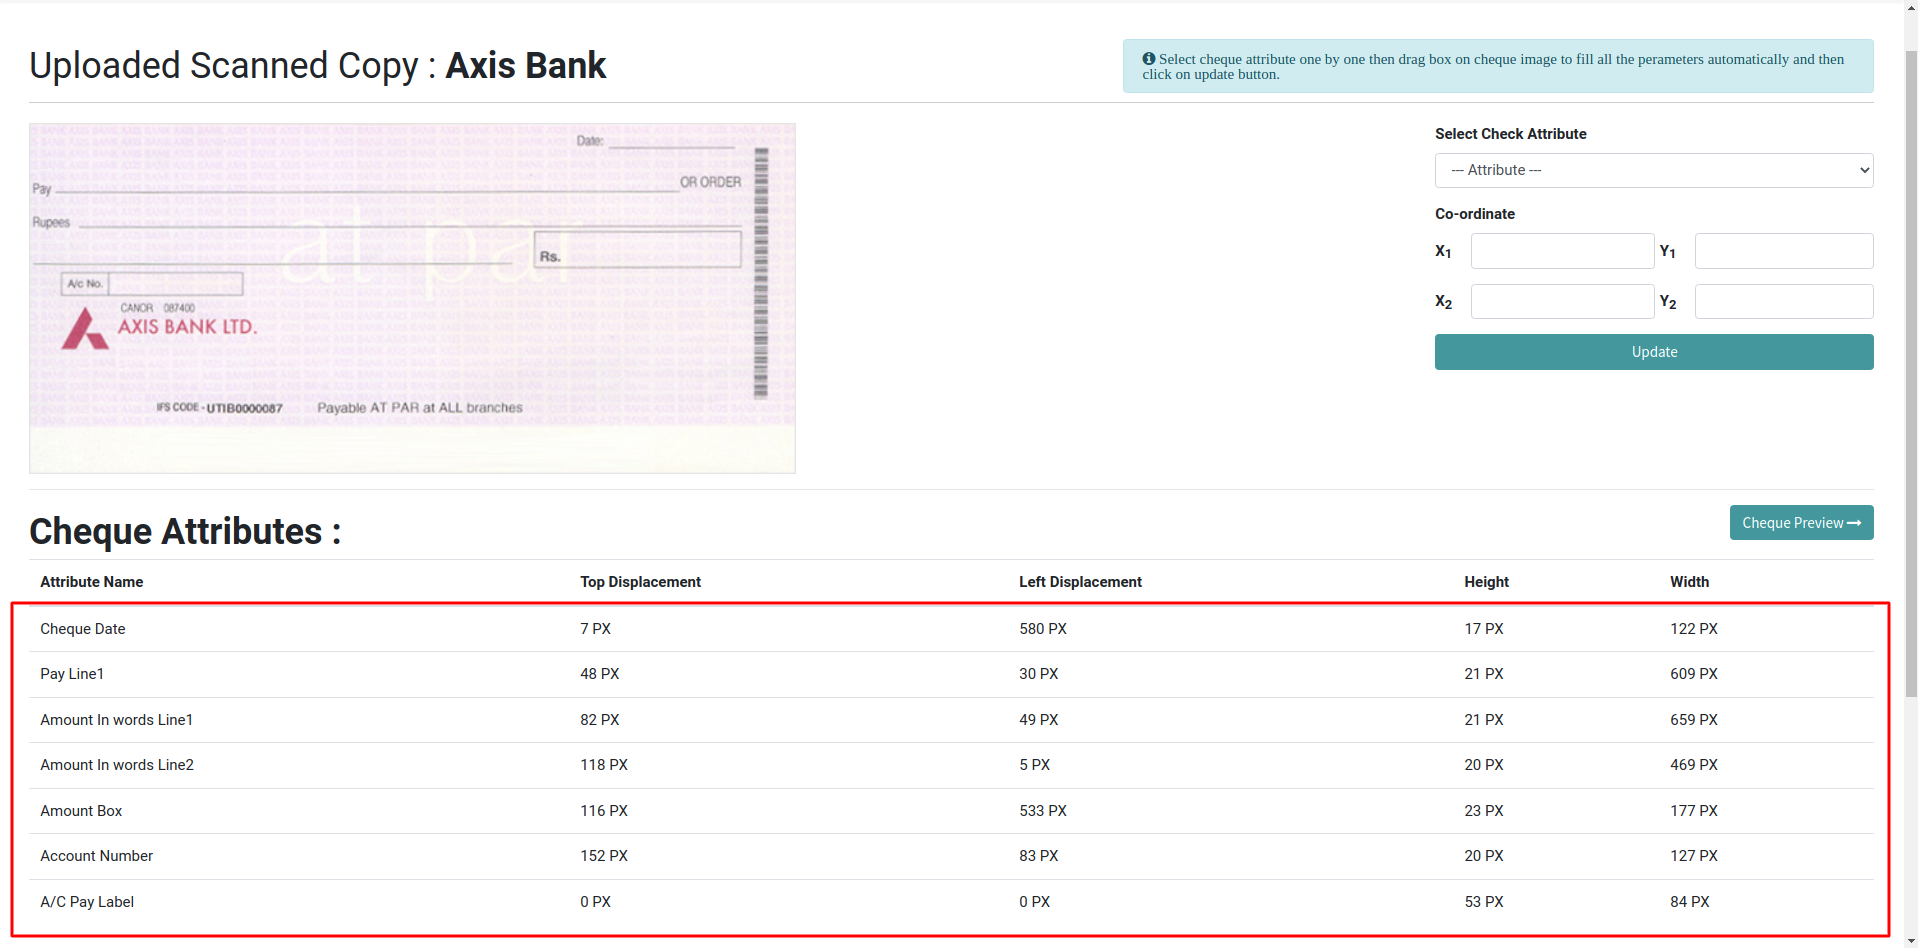 Uploaded Scanned Copy : Axis Bank
Select cheque attribute one by one then drag box on cheque image to fill all the perameters automatically and then
click on update button.
Date:
Pay
OR ORDER
Rupees
at par
Rs.
A/c No.
CANOR 087400
AXIS BANK LTD.
IFS CODE - UTIB0000087 Payable AT PAR at ALL branches
Select Check Attribute
--- Attribute ---
Co-ordinate
X1 Y1
X2 Y2
Update
Cheque Attributes :
Cheque Preview
Attribute Name Top Displacement Left Displacement Height Width
Cheque Date 7 PX 580 PX 17 PX 122 PX
Pay Line1 48 PX 30 PX 21 PX 609 PX
Amount In words Line1 82 PX 49 PX 21 PX 659 PX
Amount In words Line2 118 PX 5 PX 20 PX 469 PX
Amount Box 116 PX 533 PX 23 PX 177 PX
Account Number 152 PX 83 PX 20 PX 127 PX
A/C Pay Label 0 PX 0 PX 53 PX 84 PX